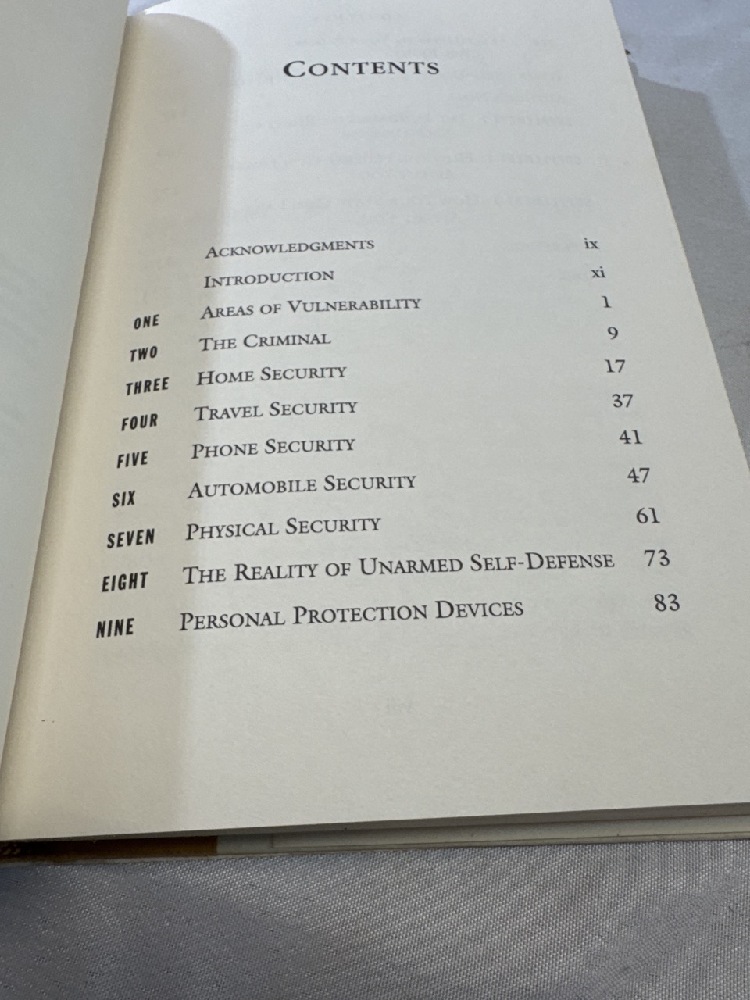 CONTENTS
ACKNOWLEDGMENTS ix
INTRODUCTION xi
ONE AREAS OF VULNERABILITY 1
TWO THE CRIMINAL 9
THREE HOME SECURITY 17
FOUR TRAVEL SECURITY 37
FIVE PHONE SECURITY 41
SIX AUTOMOBILE SECURITY 47
SEVEN PHYSICAL SECURITY 61
EIGHT THE REALITY OF UNARMED SELF-DEFENSE 73
NINE PERSONAL PROTECTION DEVICES 83